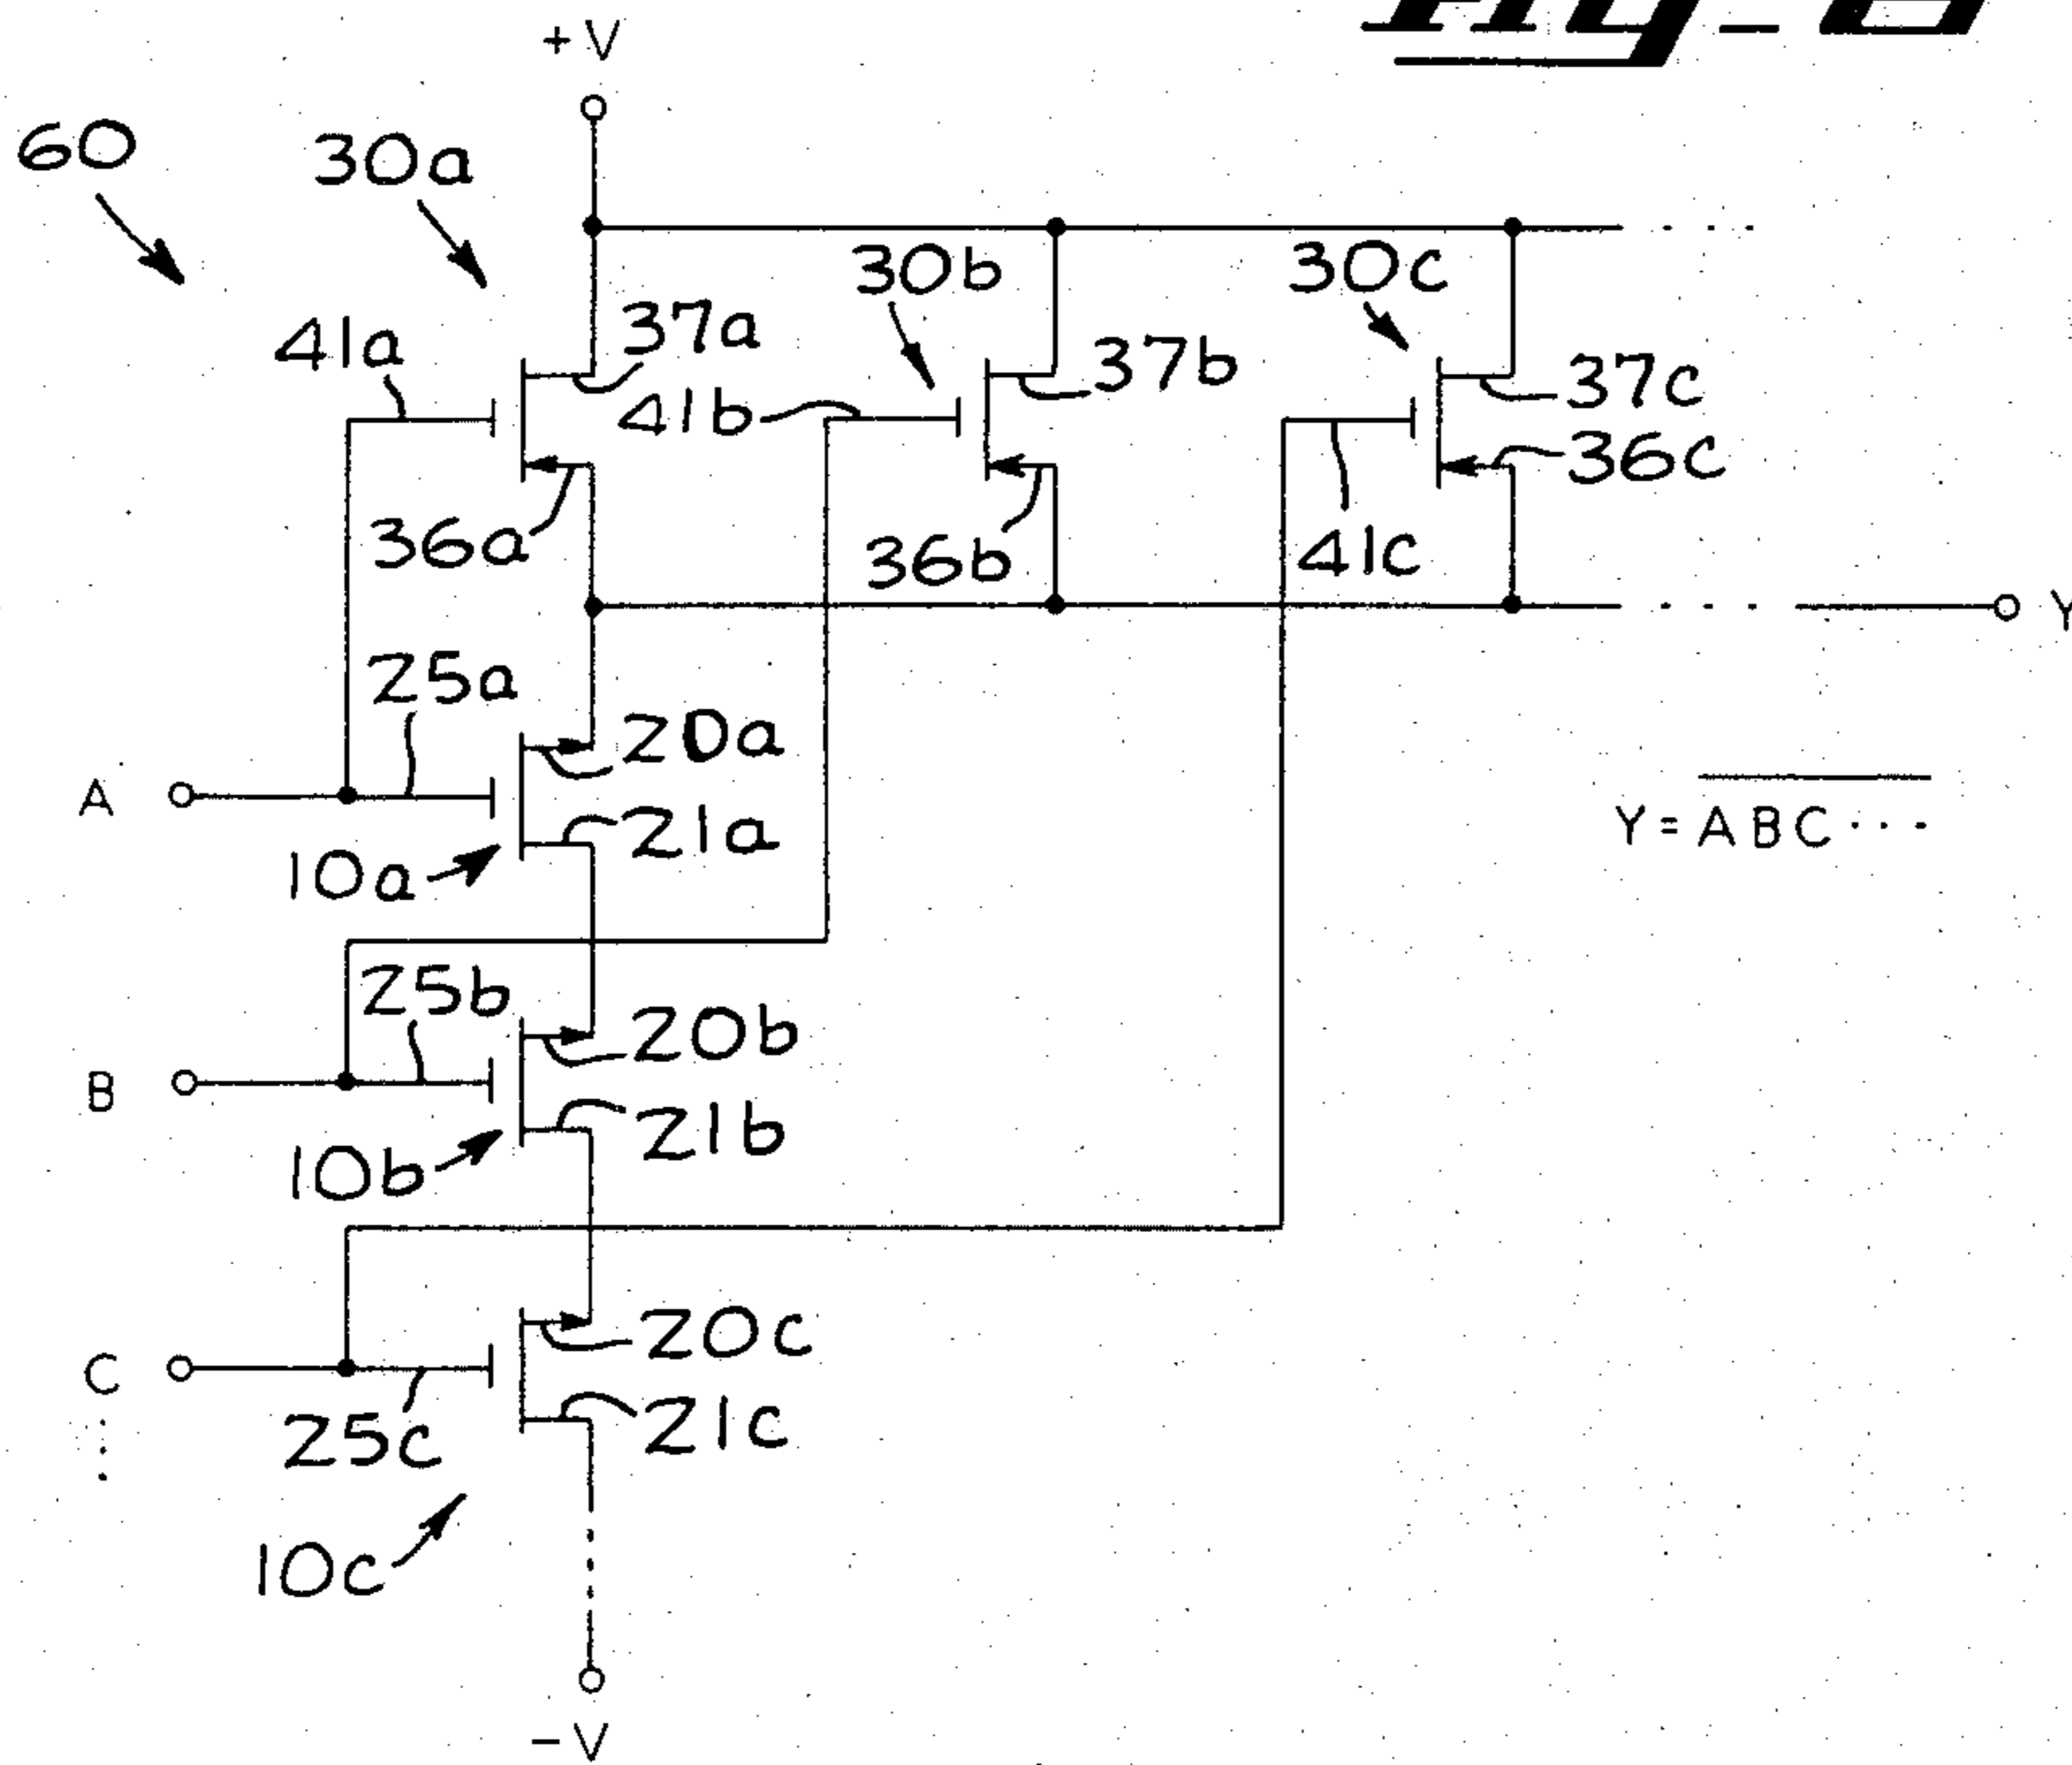 +V
60
30a
30b
30c
41a
37a
37b
37c
41b
36c
36a
36b
41c
Y
25a
20a
A
21a
Y = A̅B̅C̅ · · ·
10a
25b
20b
B
21b
10b
20c
C
21c
25c
10c
-V